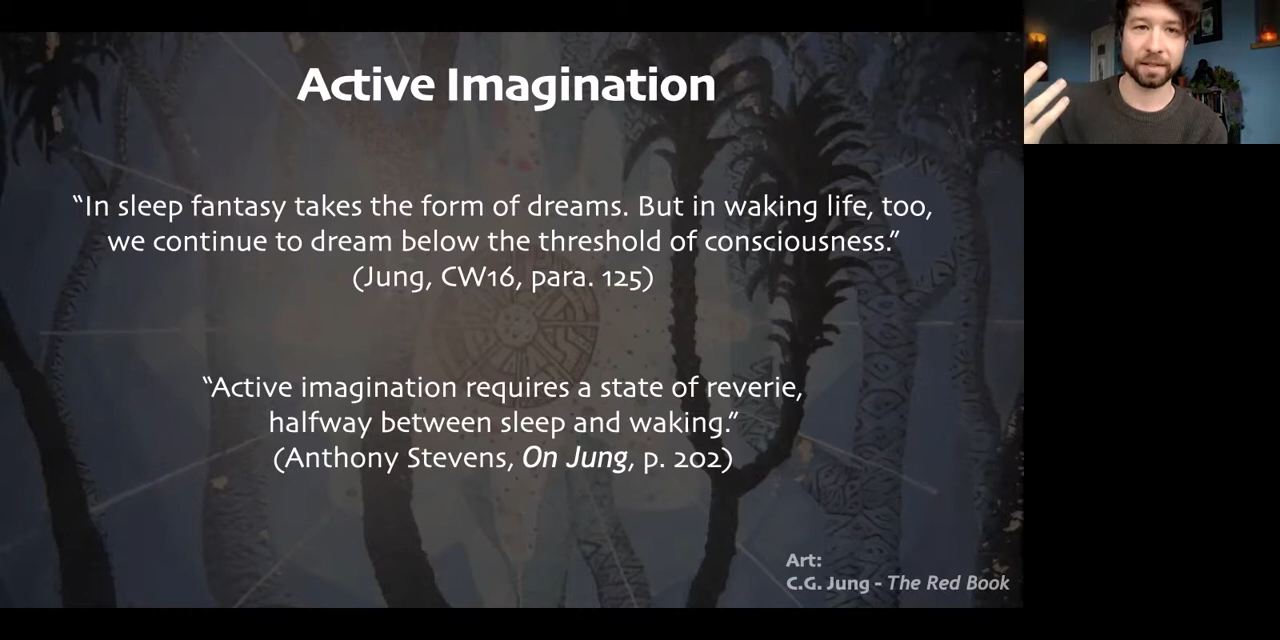 Active Imagination
“In sleep fantasy takes the form of dreams. But in waking life, too,
we continue to dream below the threshold of consciousness.”
(Jung, CW16, para. 125)
“Active imagination requires a state of reverie,
halfway between sleep and waking.”
(Anthony Stevens, On Jung, p. 202)
Art:
C.G. Jung - The Red Book